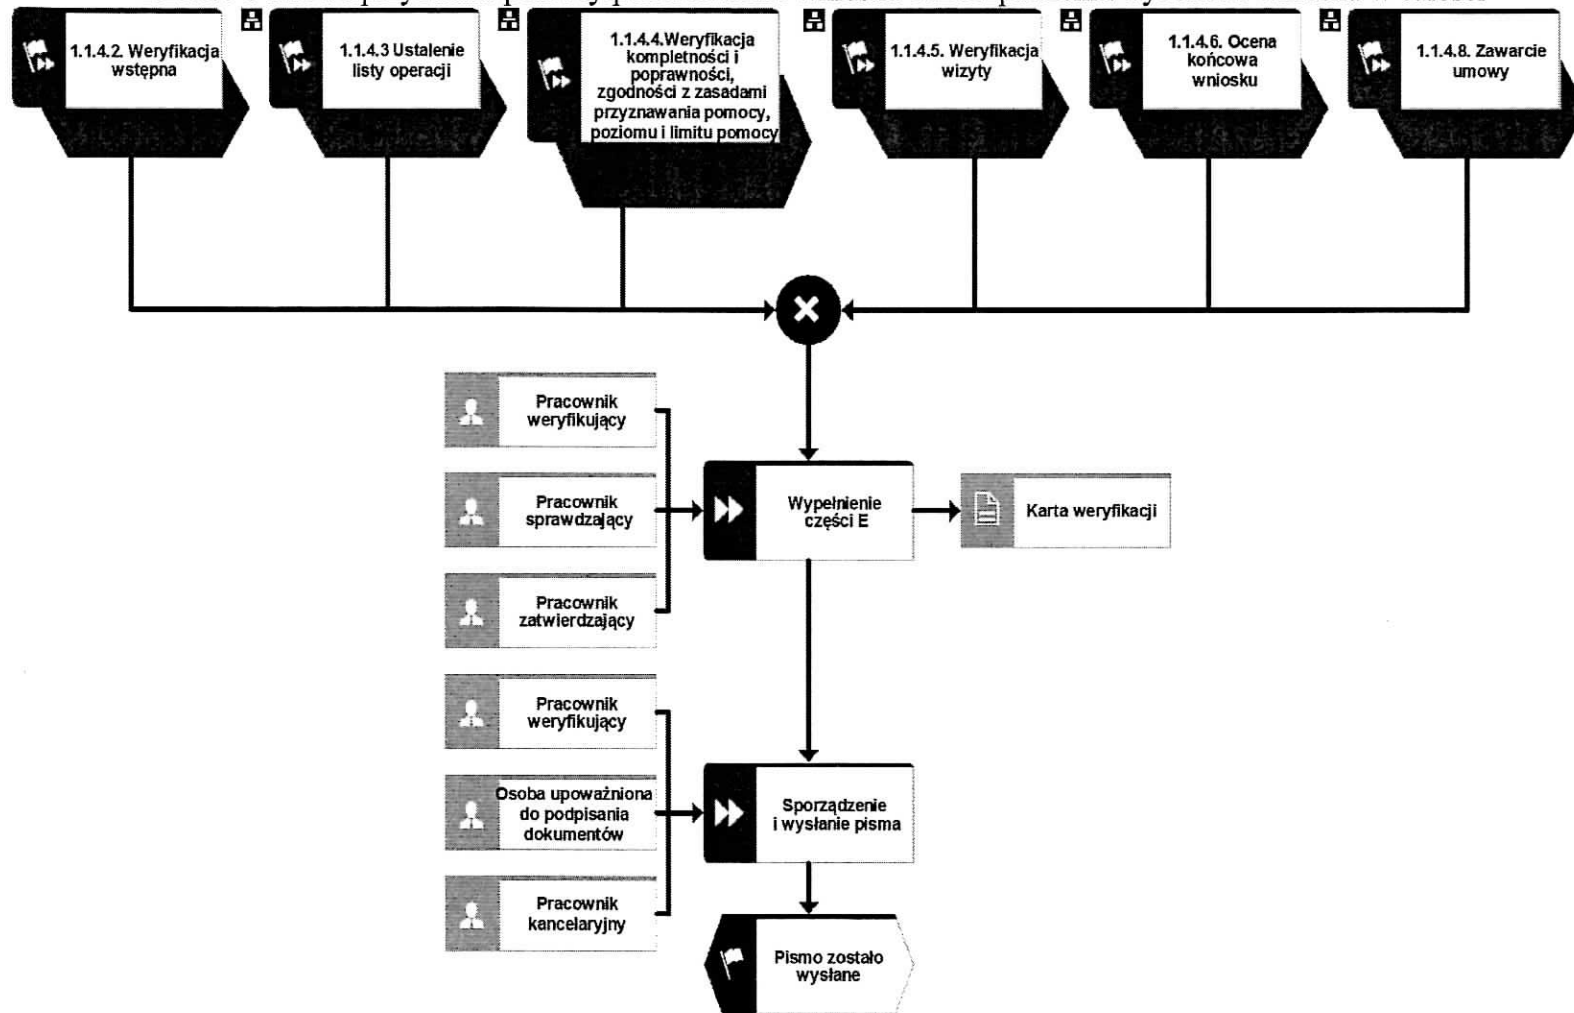 1.1.4.2. Weryfikacja
wstępna
1.1.4.3 Ustalenie
listy operacji
1.1.4.4.Weryfikacja
kompletności i
poprawności,
zgodności z zasadami
przyznawania pomocy,
poziomu i limitu pomocy
1.1.4.5. Weryfikacja
wizyty
1.1.4.6. Ocena
końcowa
wniosku
1.1.4.8. Zawarcie
umowy
Pracownik
weryfikujący
Pracownik
sprawdzający
Pracownik
zatwierdzający
Wypełnienie
części E
Karta weryfikacji
Pracownik
weryfikujący
Osoba upoważniona
do podpisania
dokumentów
Pracownik
kancelaryjny
Sporządzenie
i wysłanie pisma
Pismo zostało
wysłane